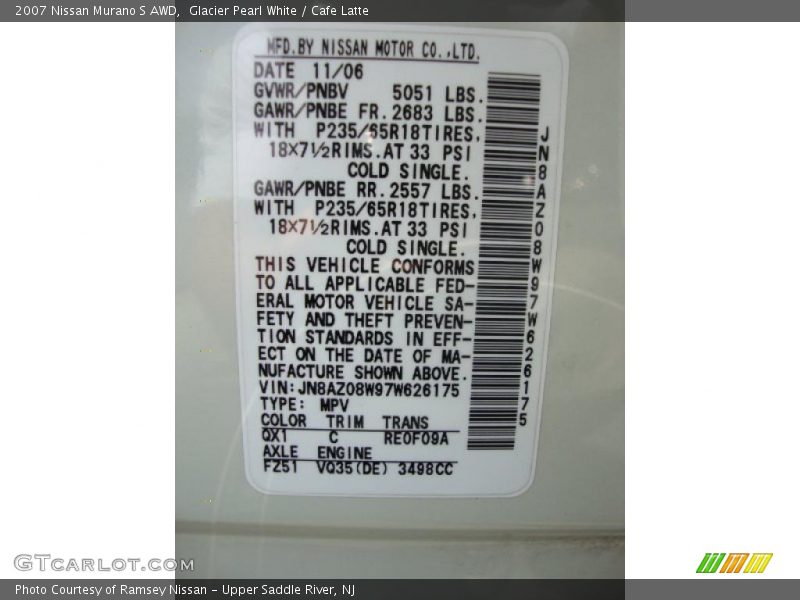 2007 Nissan Murano S AWD,  Glacier Pearl White / Cafe Latte
MFD.BY NISSAN MOTOR CO.,LTD.
DATE 11/06
GVWR/PNBV 5051 LBS.
GAWR/PNBE FR.2683 LBS.
WITH P235/65R18TIRES,
18×7½RIMS.AT 33 PSI
COLD SINGLE.
GAWR/PNBE RR.2557 LBS.
WITH P235/65R18TIRES,
18×7½RIMS.AT 33 PSI
COLD SINGLE.
THIS VEHICLE CONFORMS
TO ALL APPLICABLE FED-
ERAL MOTOR VEHICLE SA-
FETY AND THEFT PREVEN-
TION STANDARDS IN EFF-
ECT ON THE DATE OF MA-
NUFACTURE SHOWN ABOVE.
VIN:JN8AZ08W97W626175
TYPE: MPV
COLOR TRIM TRANS
QX1 C RE0F09A
AXLE ENGINE
FZ51 VQ35(DE) 3498CC
JN8AZ08W97W626175
GTcarlot.com
Photo Courtesy of Ramsey Nissan - Upper Saddle River, NJ